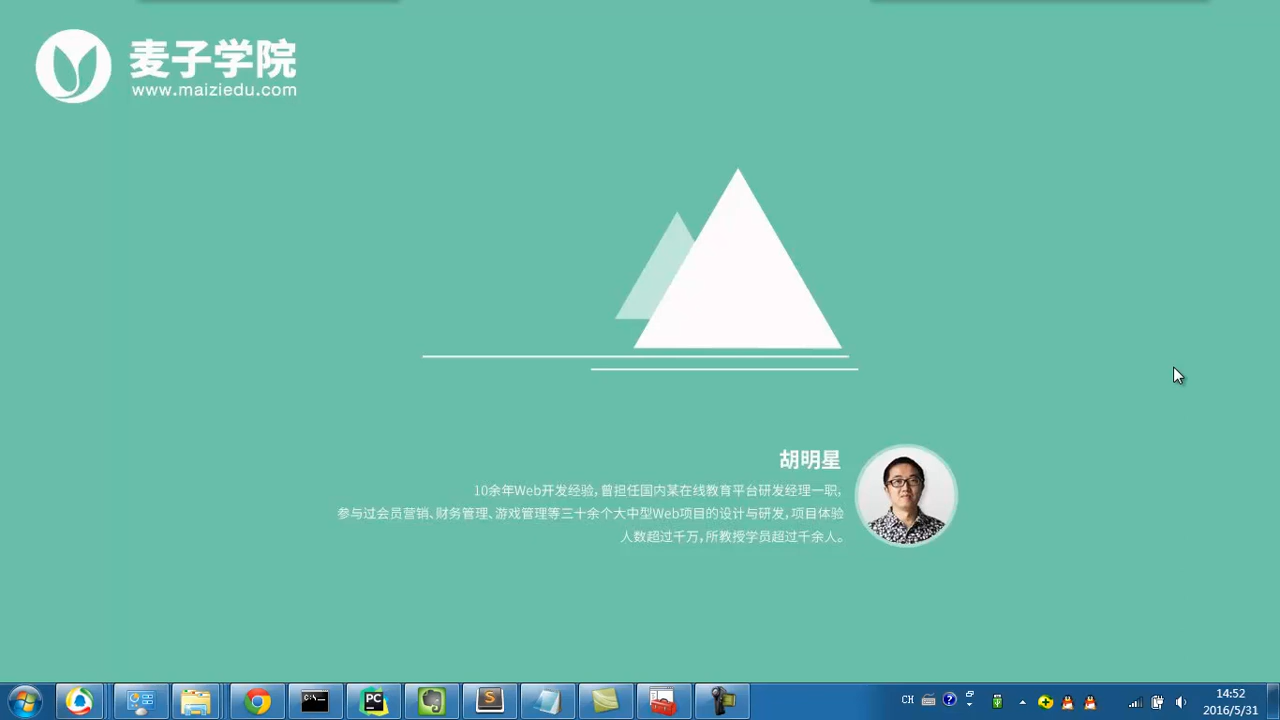 麦子学院
www.maiziedu.com
胡明星
10余年Web开发经验,曾担任国内某在线教育平台研发经理一职,
参与过会员营销、财务管理、游戏管理等三十余个大中型Web项目的设计与研发,项目体验
人数超过千万,所教授学员超过千余人。
C:\
PC
S
CH
14:52
2016/5/31